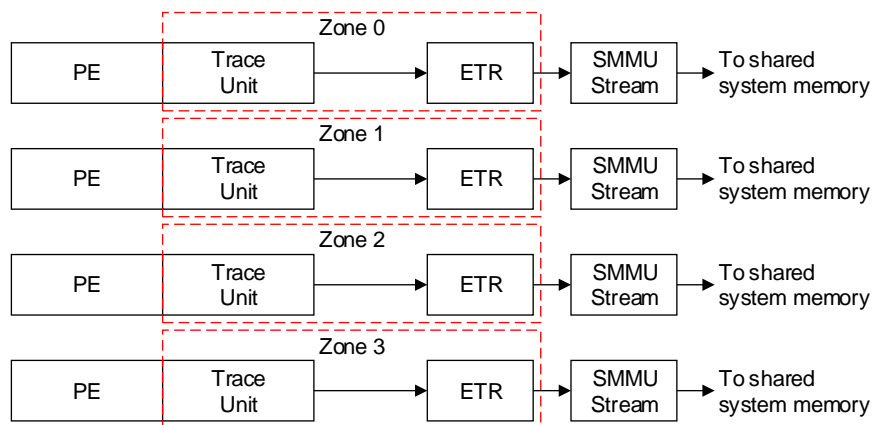 Zone 0
PE
Trace
Unit
ETR
SMMU
Stream
To shared
system memory
Zone 1
PE
Trace
Unit
ETR
SMMU
Stream
To shared
system memory
Zone 2
PE
Trace
Unit
ETR
SMMU
Stream
To shared
system memory
Zone 3
PE
Trace
Unit
ETR
SMMU
Stream
To shared
system memory